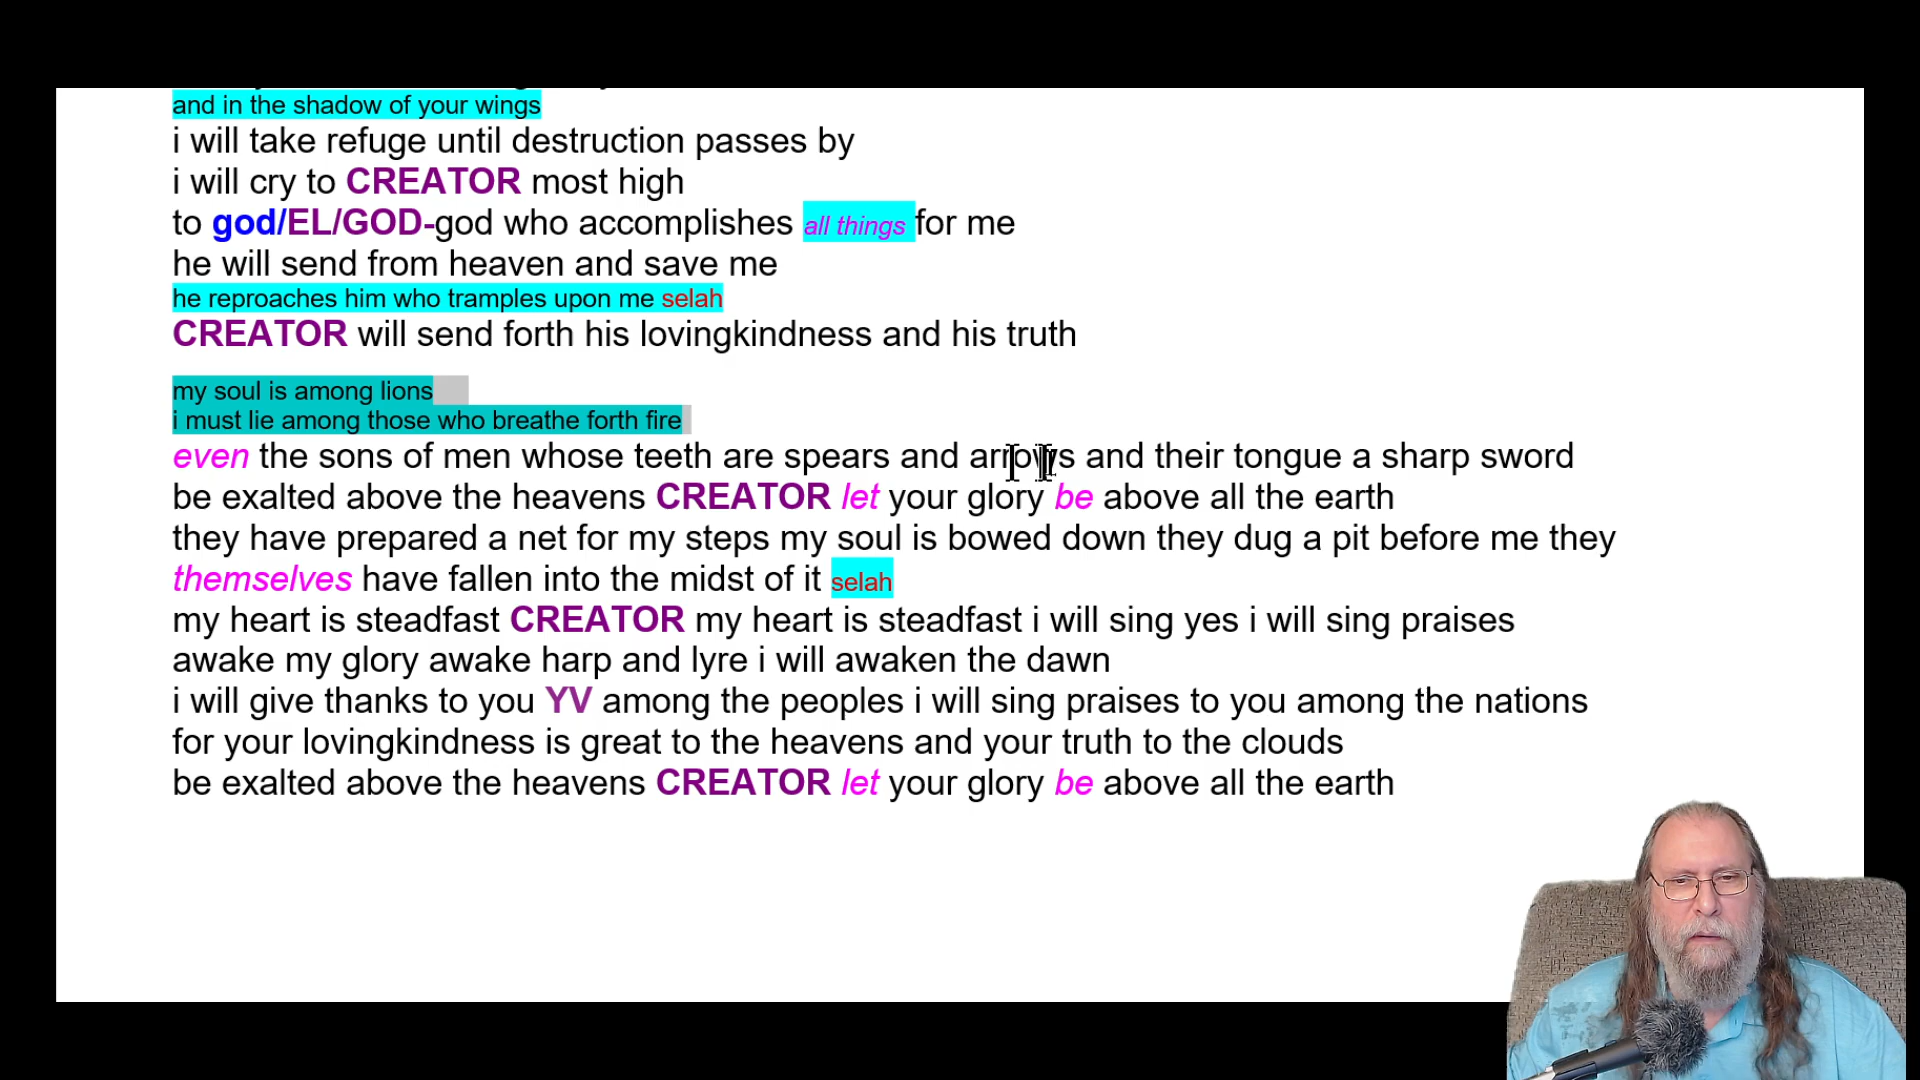 and in the shadow of your wings
i will take refuge until destruction passes by
i will cry to CREATOR most high
to god/EL/GOD-god who accomplishes all things for me
he will send from heaven and save me
he reproaches him who tramples upon me selah
CREATOR will send forth his lovingkindness and his truth
my soul is among lions
i must lie among those who breathe forth fire
even the sons of men whose teeth are spears and arrows and their tongue a sharp sword
be exalted above the heavens CREATOR let your glory be above all the earth
they have prepared a net for my steps my soul is bowed down they dug a pit before me they
themselves have fallen into the midst of it selah
my heart is steadfast CREATOR my heart is steadfast i will sing yes i will sing praises
awake my glory awake harp and lyre i will awaken the dawn
i will give thanks to you YV among the peoples i will sing praises to you among the nations
for your lovingkindness is great to the heavens and your truth to the clouds
be exalted above the heavens CREATOR let your glory be above all the earth